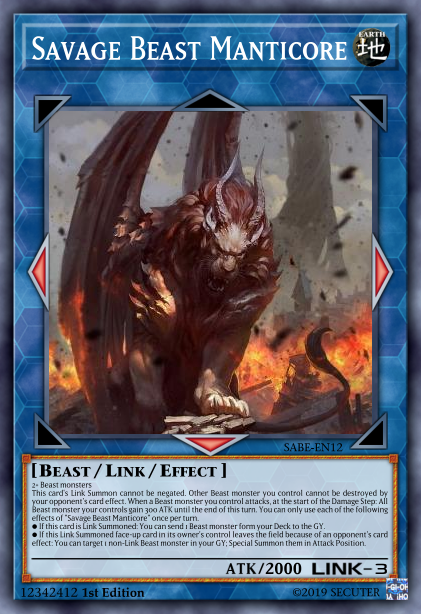 Savage Beast Manticore
EARTH
地
SABE-EN12
[ Beast / Link / Effect ]
2+ Beast monsters
This card's Link Summon cannot be negated. Other Beast monster you control cannot be destroyed by
your opponent's card effect. When a Beast monster you control attacks, at the start of the Damage Step: All
Beast monster your controls gain 300 ATK until the end of this turn. You can only use each of the following
effects of "Savage Beast Manticore" once per turn.
● If this card is Link Summoned: You can send 1 Beast monster form your Deck to the GY.
● If this Link Summoned face-up card in its owner's control leaves the field because of an opponent's card
effect: You can target 1 non-Link Beast monster in your GY; Special Summon them in Attack Position.
ATK/2000 LINK-3
12342412 1st Edition
©2019 SECUTER